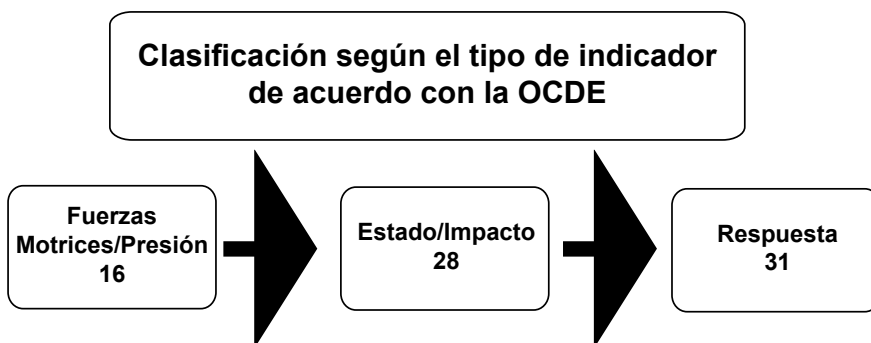 Clasificación según el tipo de indicador
de acuerdo con la OCDE
Fuerzas
Motrices/Presión
16
Estado/Impacto
28
Respuesta
31